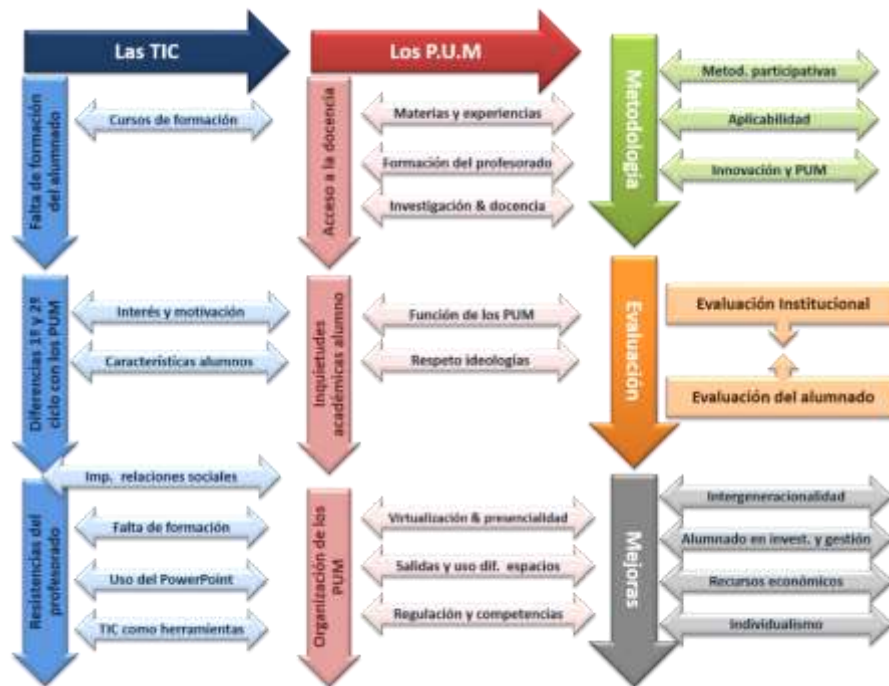 Las TIC
Falta de formación
del alumnado
Cursos de formación
Diferencias 1º y 2º
ciclo con los PUM
Interés y motivación
Características alumnos
Imp. relaciones sociales
Resistencias del
profesorado
Falta de formación
Uso del PowerPoint
TIC como herramientas
Los P.U.M
Acceso a la docencia
Materias y experiencias
Formación del profesorado
Investigación & docencia
Inquietudes
académicas alumno
Función de los PUM
Respeto ideologías
Organización de los
PUM
Virtualización & presencialidad
Salidas y uso dif. espacios
Regulación y competencias
Metodología
Metod. participativas
Aplicabilidad
Innovación y PUM
Evaluación
Evaluación Institucional
Evaluación del alumnado
Mejoras
Intergeneracionalidad
Alumnado en invest. y gestión
Recursos económicos
Individualismo